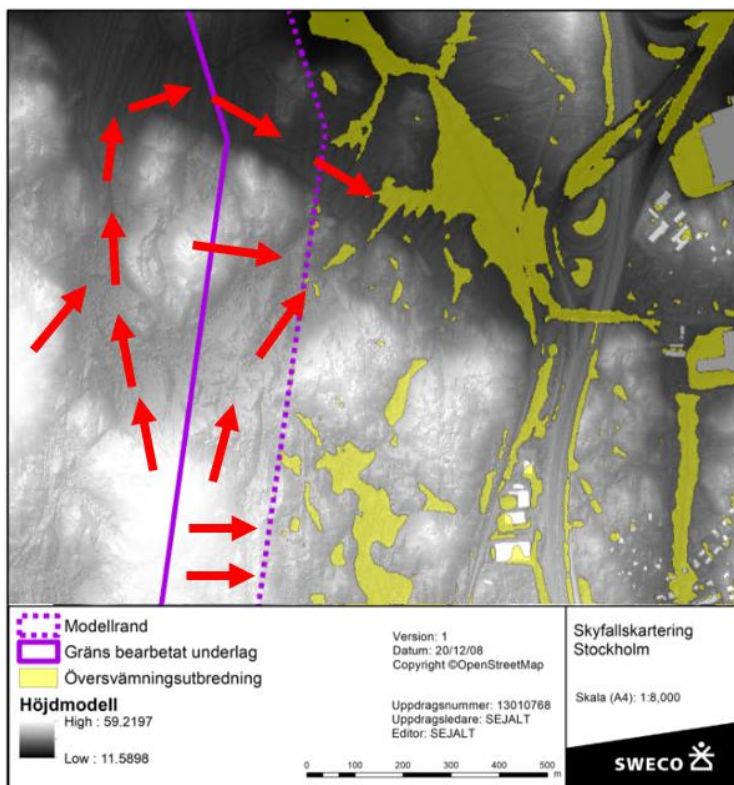 Modellrand
Gräns bearbetat underlag
Översvämningsutbredning
Höjdmodell
High : 59.2197
Low : 11.5898
Version: 1
Datum: 20/12/08
Copyright ©OpenStreetMap
Uppdragsnummer: 13010768
Uppdragsledare: SEJALT
Editor: SEJALT
0 100 200 300 400 500
m
Skyfallskartering
Stockholm
Skala (A4): 1:8,000
SWECO